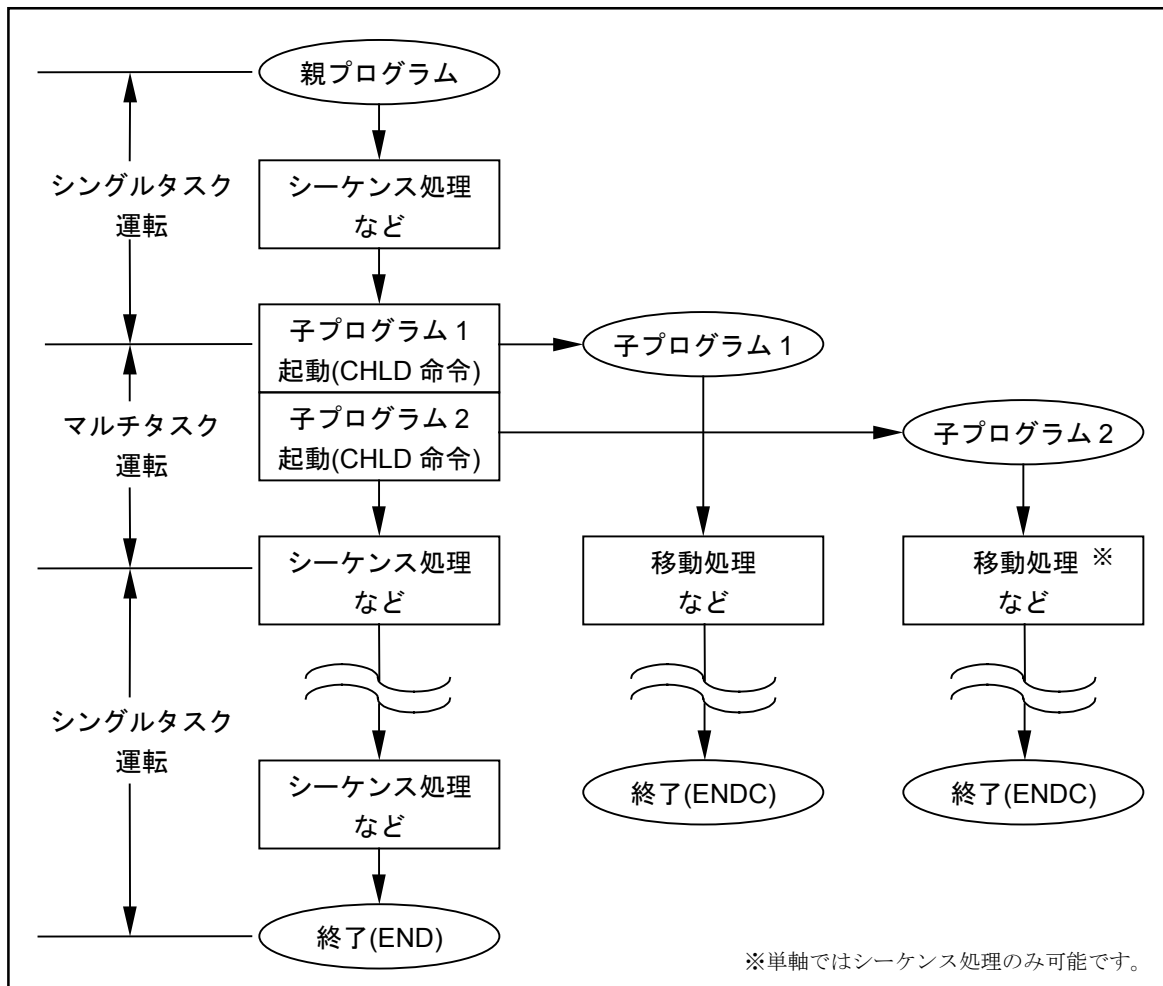 親プログラム
シングルタスク
運転
シーケンス処理
など
子プログラム 1
起動(CHLD 命令)
子プログラム 1
マルチタスク
運転
子プログラム 2
起動(CHLD 命令)
子プログラム 2
シーケンス処理
など
移動処理
など
移動処理 ※
など
シングルタスク
運転
シーケンス処理
など
終了(ENDC)
終了(ENDC)
終了(END)
※単軸ではシーケンス処理のみ可能です。